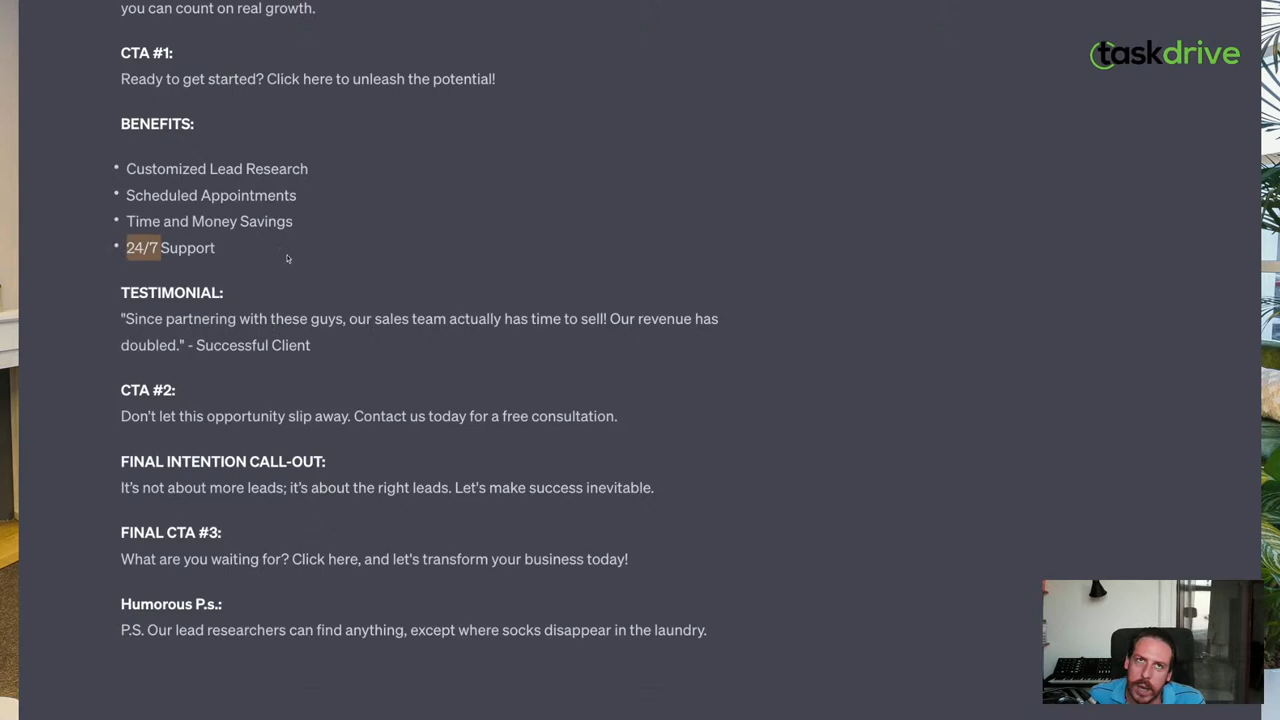 you can count on real growth.
taskdrive
CTA #1:
Ready to get started? Click here to unleash the potential!
BENEFITS:
• Customized Lead Research
• Scheduled Appointments
• Time and Money Savings
• 24/7 Support
TESTIMONIAL:
"Since partnering with these guys, our sales team actually has time to sell! Our revenue has
doubled." - Successful Client
CTA #2:
Don't let this opportunity slip away. Contact us today for a free consultation.
FINAL INTENTION CALL-OUT:
It's not about more leads; it's about the right leads. Let's make success inevitable.
FINAL CTA #3:
What are you waiting for? Click here, and let's transform your business today!
Humorous P.s.:
P.S. Our lead researchers can find anything, except where socks disappear in the laundry.